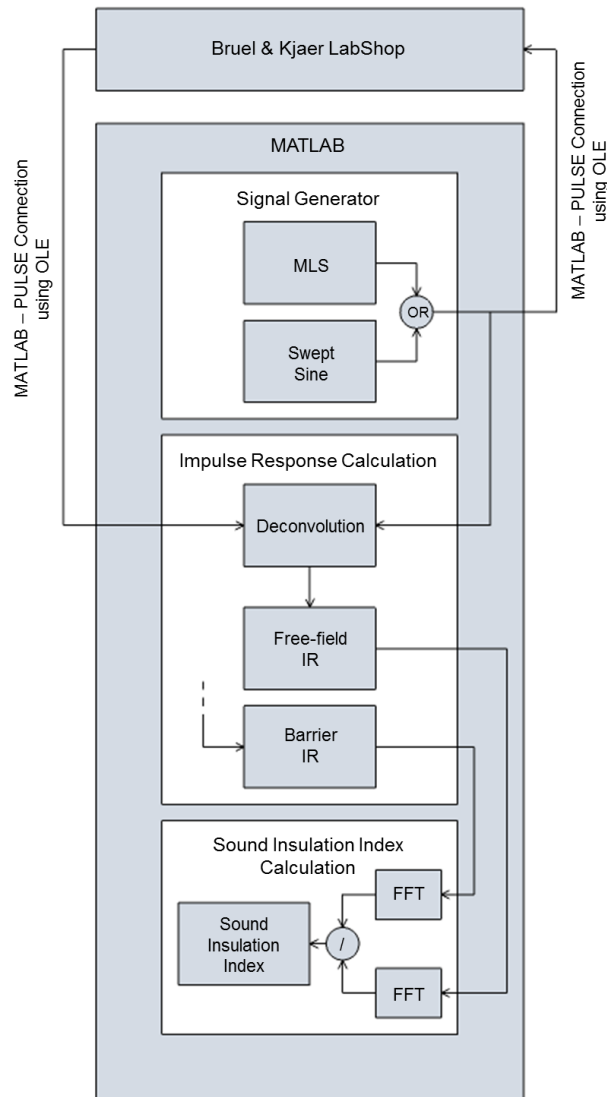 Bruel & Kjaer LabShop
MATLAB – PULSE Connection
using OLE
MATLAB – PULSE Connection
using OLE
MATLAB
Signal Generator
MLS
OR
Swept
Sine
Impulse Response Calculation
Deconvolution
Free-field
IR
Barrier
IR
Sound Insulation Index
Calculation
FFT
Sound
Insulation
Index
/
FFT